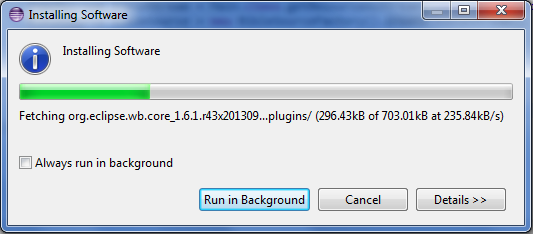 Installing Software
Installing Software
Fetching org.eclipse.wb.core_1.6.1.r43x201309...plugins/ (296.43kB of 703.01kB at 235.84kB/s)
Always run in background
Run in Background Cancel Details >>